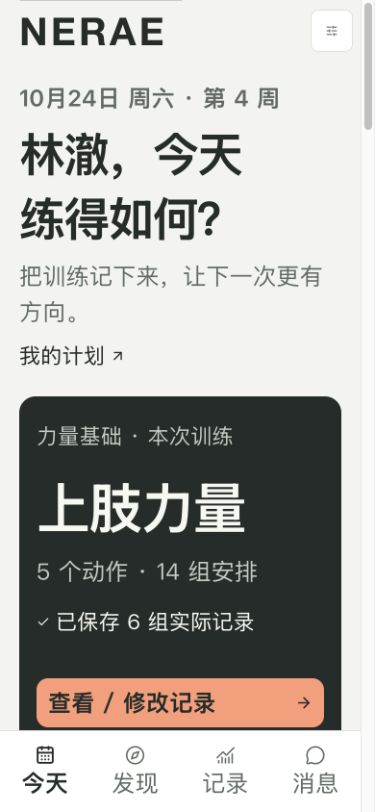 NERAE
10月24日 周六 · 第 4 周
林澈，今天
练得如何?
把训练记下来，让下一次更有
方向。
我的计划 ↗
力量基础 · 本次训练
上肢力量
5 个动作 · 14 组安排
✓ 已保存 6 组实际记录
查看 / 修改记录 →
今天 发现 记录 消息